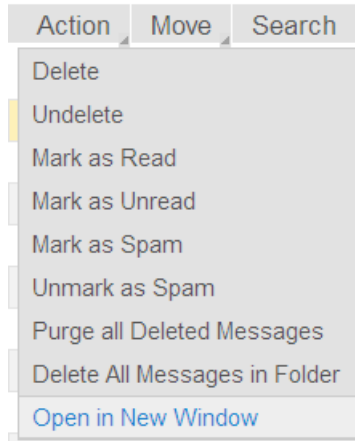 Action Move Search
Delete
Undelete
Mark as Read
Mark as Unread
Mark as Spam
Unmark as Spam
Purge all Deleted Messages
Delete All Messages in Folder
Open in New Window